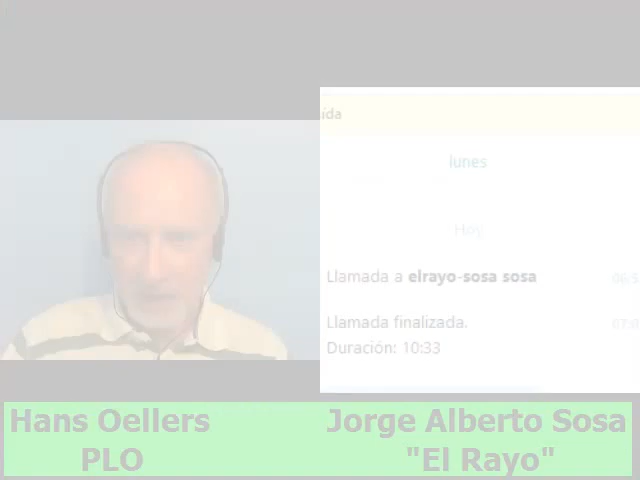 ída
lunes
Hoy
Llamada a elrayo-sosa sosa
Llamada finalizada.
Duración: 10:33
Hans Oellers
PLO
Jorge Alberto Sosa
"El Rayo"